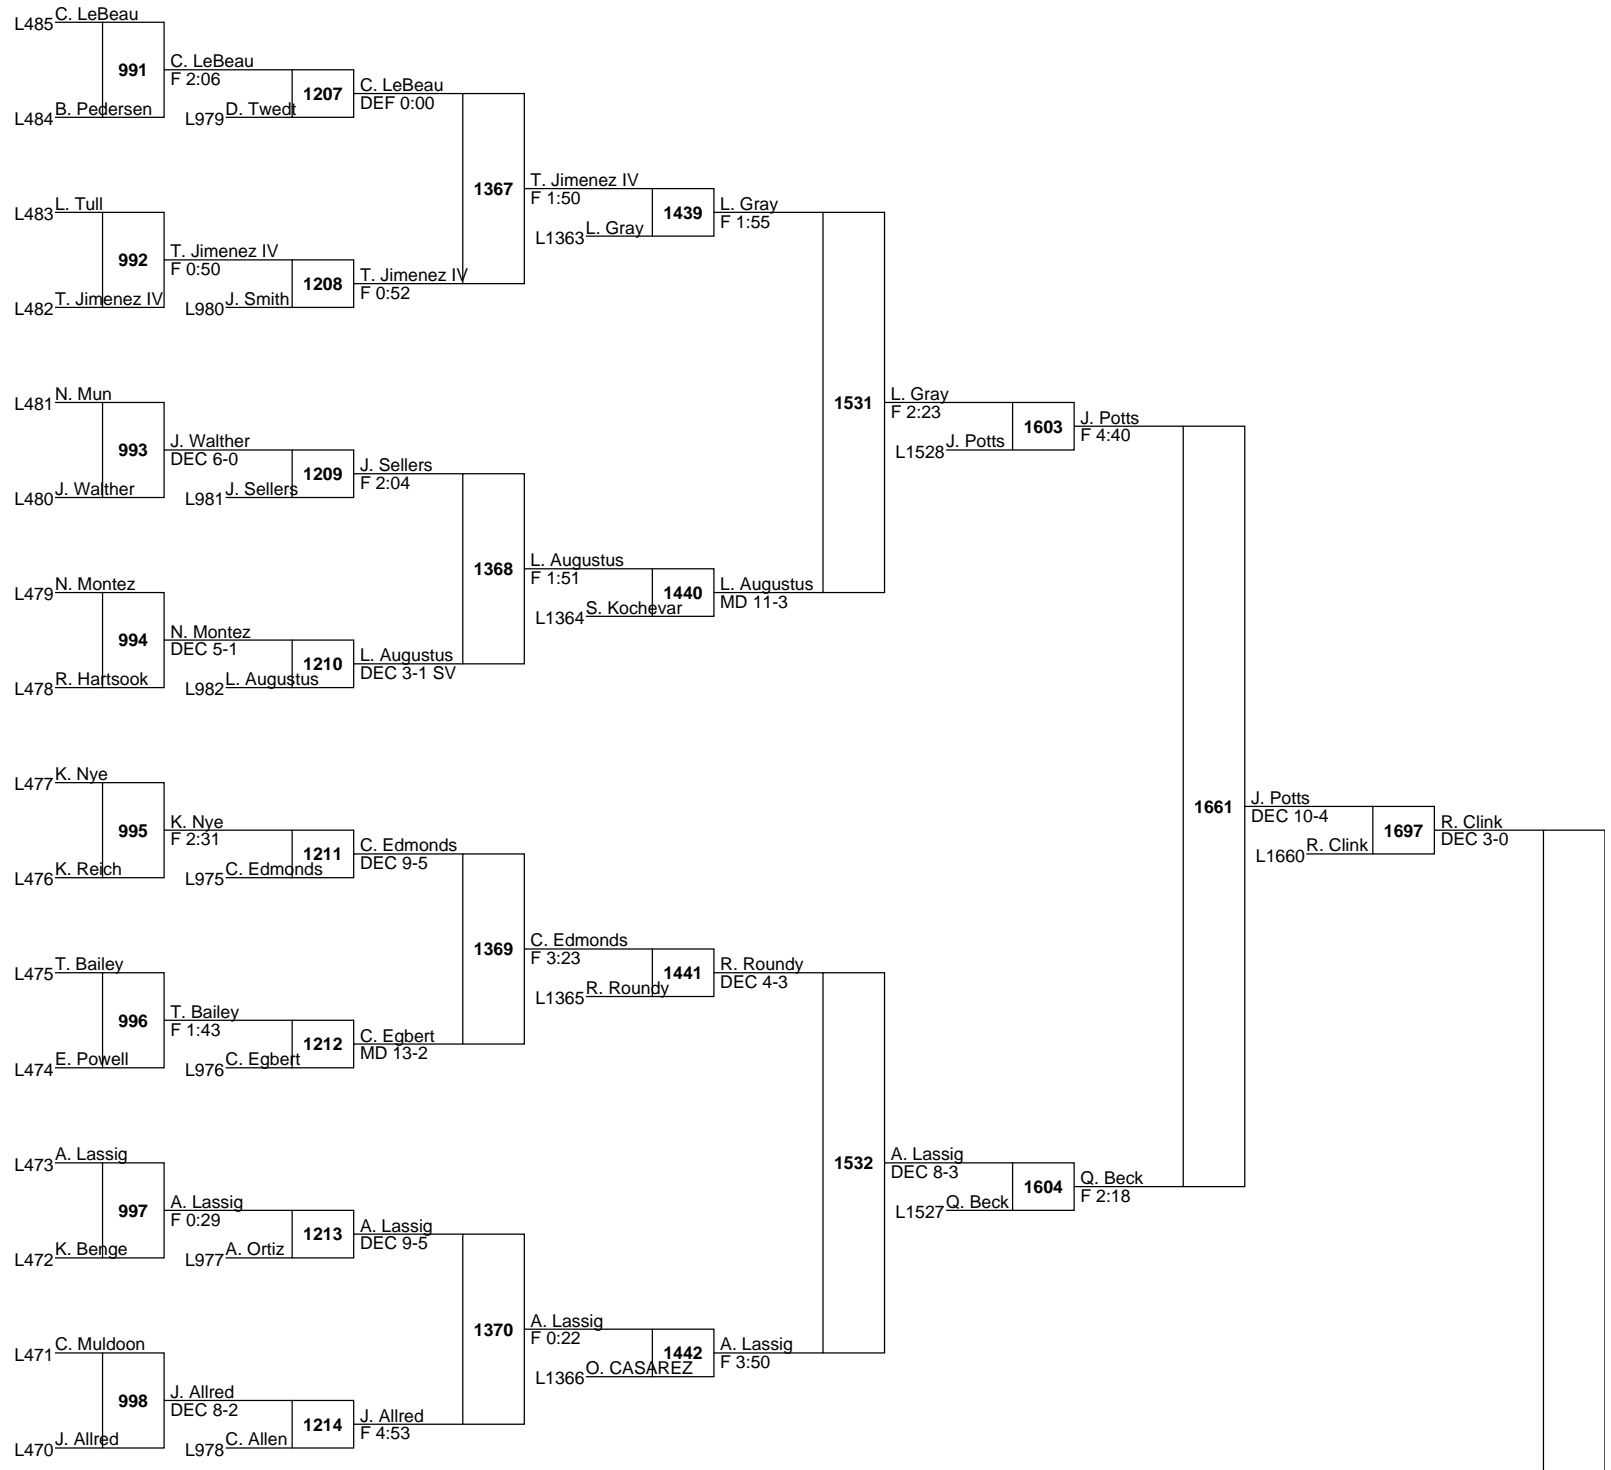 L485 C. LeBeau
991
C. LeBeau
F 2:06
1207
C. LeBeau
DEF 0:00
L484 B. Pedersen
L979 D. Twedt
1367
T. Jimenez IV
F 1:50
1439
L. Gray
F 1:55
L1363 L. Gray
L483 L. Tull
992
T. Jimenez IV
F 0:50
1208
T. Jimenez IV
F 0:52
L482 T. Jimenez IV
L980 J. Smith
1531
L. Gray
F 2:23
1603
J. Potts
F 4:40
L1528 J. Potts
L481 N. Mun
993
J. Walther
DEC 6-0
1209
J. Sellers
F 2:04
L480 J. Walther
L981 J. Sellers
1368
L. Augustus
F 1:51
1440
L. Augustus
MD 11-3
L1364 S. Kochevar
L479 N. Montez
994
N. Montez
DEC 5-1
1210
L. Augustus
DEC 3-1 SV
L478 R. Hartsook
L982 L. Augustus
1661
J. Potts
DEC 10-4
1697
R. Clink
DEC 3-0
L1660 R. Clink
L477 K. Nye
995
K. Nye
F 2:31
1211
C. Edmonds
DEC 9-5
L476 K. Reich
L975 C. Edmonds
1369
C. Edmonds
F 3:23
1441
R. Roundy
DEC 4-3
L1365 R. Roundy
L475 T. Bailey
996
T. Bailey
F 1:43
1212
C. Egbert
MD 13-2
L474 E. Powell
L976 C. Egbert
1532
A. Lassig
DEC 8-3
1604
Q. Beck
F 2:18
L1527 Q. Beck
L473 A. Lassig
997
A. Lassig
F 0:29
1213
A. Lassig
DEC 9-5
L472 K. Benge
L977 A. Ortiz
1370
A. Lassig
F 0:22
1442
A. Lassig
F 3:50
L1366 O. CASAREZ
L471 C. Muldoon
998
J. Allred
DEC 8-2
1214
J. Allred
F 4:53
L470 J. Allred
L978 C. Allen